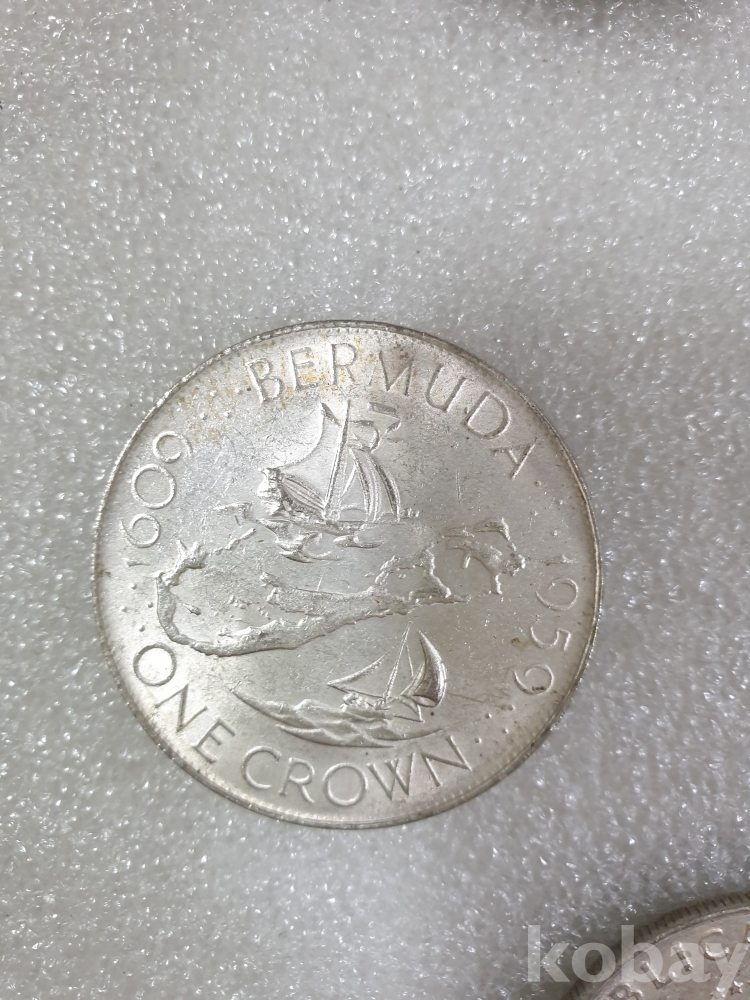 BERMUDA
1609
1959
ONE CROWN
kobay